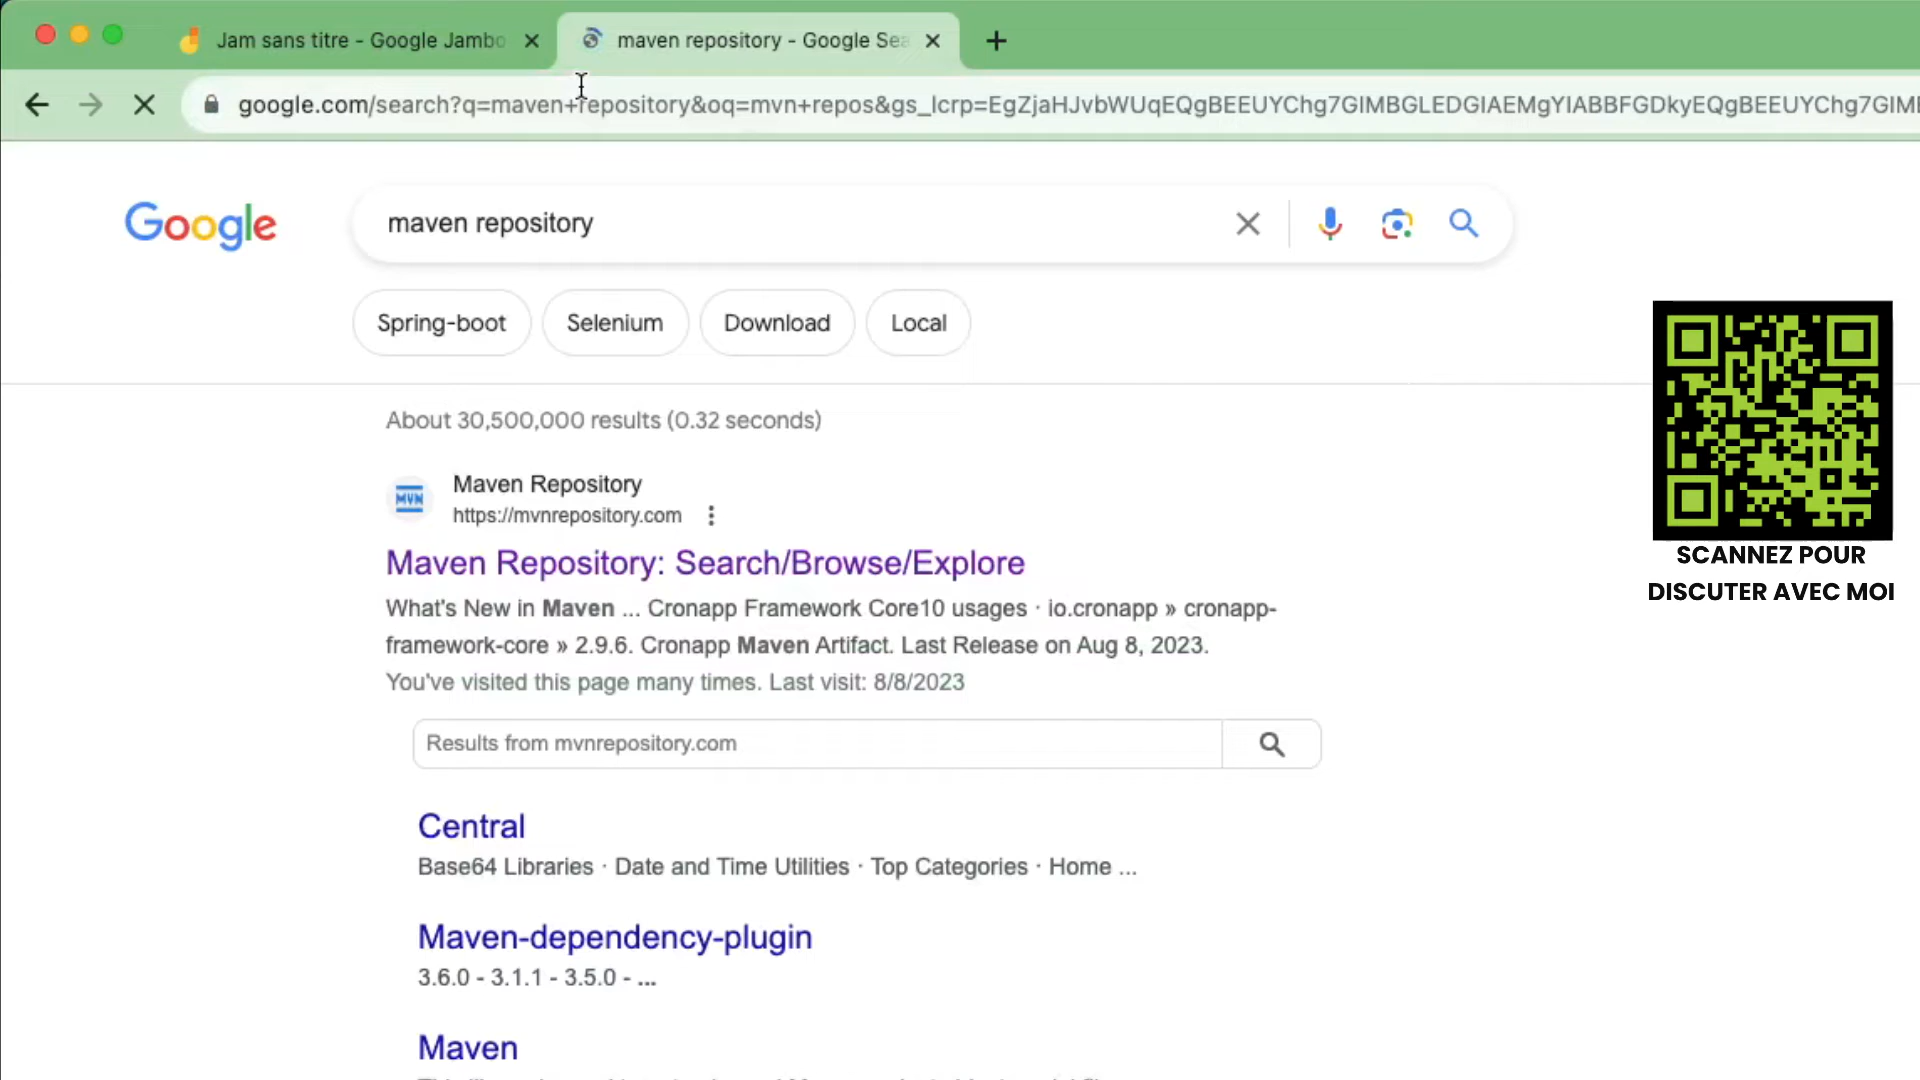 Jam sans titre - Google Jambo
maven repository - Google Sea
google.com/search?q=maven+repository&oq=mvn+repos&gs_lcrp=EgZjaHJvbWUqEQgBEEUYChg7GIMBGLEDGIAEMgYIABBFGDkyEQgBEEUYChg7GIM
Google
maven repository
Spring-boot
Selenium
Download
Local
About 30,500,000 results (0.32 seconds)
MVN
Maven Repository
https://mvnrepository.com
Maven Repository: Search/Browse/Explore
What's New in Maven ... Cronapp Framework Core10 usages · io.cronapp » cronapp-
framework-core » 2.9.6. Cronapp Maven Artifact. Last Release on Aug 8, 2023.
You've visited this page many times. Last visit: 8/8/2023
Results from mvnrepository.com
Central
Base64 Libraries · Date and Time Utilities · Top Categories · Home ...
Maven-dependency-plugin
3.6.0 - 3.1.1 - 3.5.0 - ...
Maven
SCANNEZ POUR
DISCUTER AVEC MOI